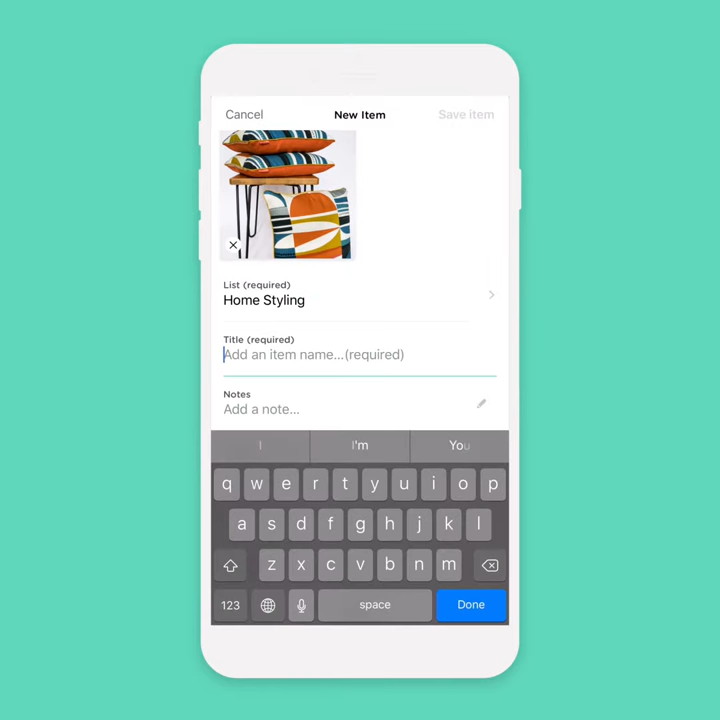 Cancel New Item Save item
List (required)
Home Styling
Title (required)
Add an item name...(required)
Notes
Add a note...
I I'm You
q w e r t y u i o p
a s d f g h j k l
z x c v b n m
123 space Done